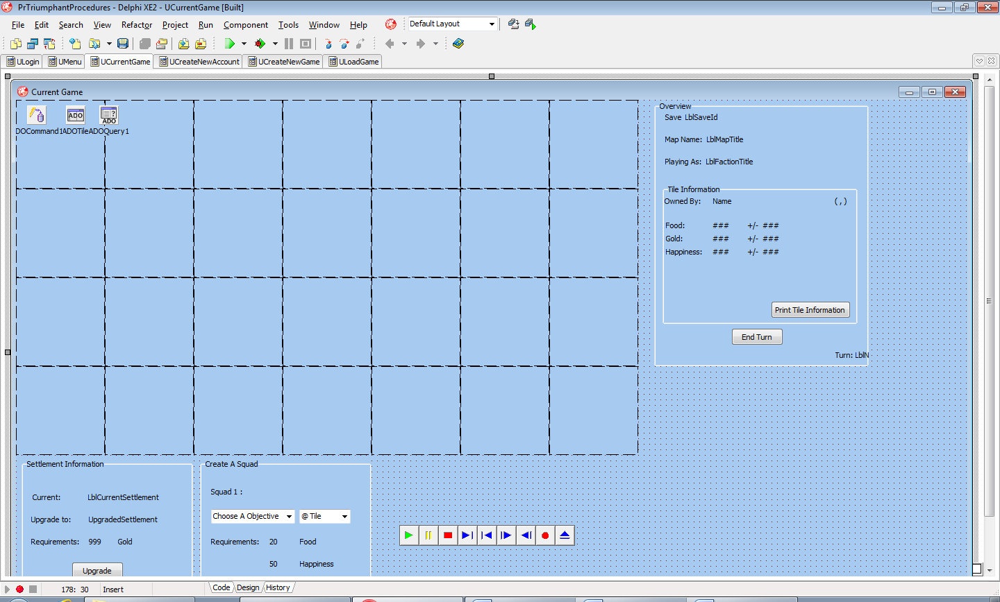 PrTriumphantProcedures - Delphi XE2 - UCurrentGame [Built]
File Edit Search View Refactor Project Run Component Tools Window Help Default Layout
ULogin UMenu UCurrentGame UCreateNewAccount UCreateNewGame ULoadGame
Current Game
ADO ADO
DOCommand1ADOTileADOQuery1
Overview
Save LblSaveId
Map Name: LblMapTitle
Playing As: LblFactionTitle
Tile Information
Owned By: Name (,)
Food: ### +/- ###
Gold: ### +/- ###
Happiness: ### +/- ###
Print Tile Information
End Turn
Turn: LblN
Settlement Information
Current: LblCurrentSettlement
Upgrade to: UpgradedSettlement
Requirements: 999 Gold
Upgrade
Create A Squad
Squad 1 :
Choose A Objective @ Tile
Requirements: 20 Food
50 Happiness
178: 30 Insert Code Design History